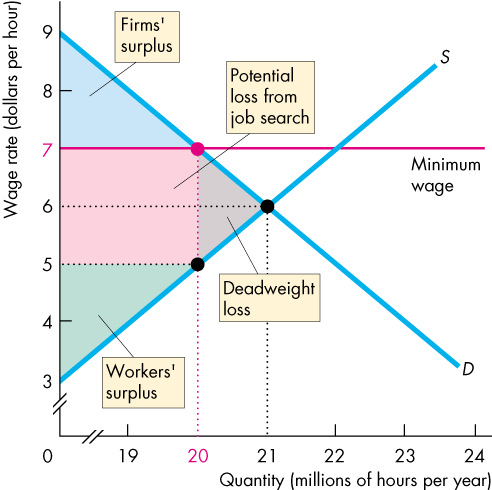 Wage rate (dollars per hour)
9
8
7
6
5
4
3
Firms'
surplus
Potential
loss from
job search
S
Minimum
wage
Deadweight
loss
Workers'
surplus
D
0
19
20
21
22
23
24
Quantity (millions of hours per year)